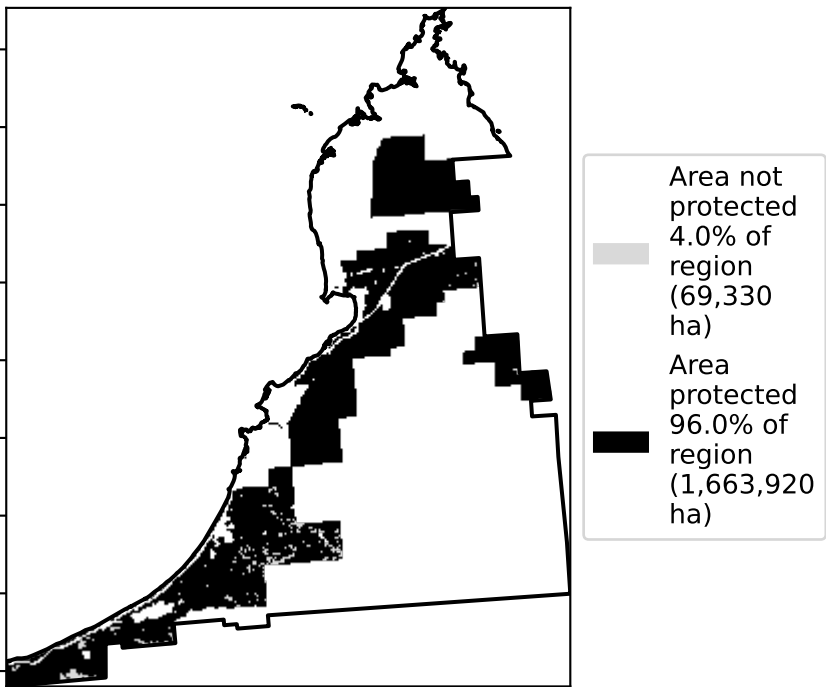 Area not
protected
4.0% of
region
(69,330
ha)
Area
protected
96.0% of
region
(1,663,920
ha)